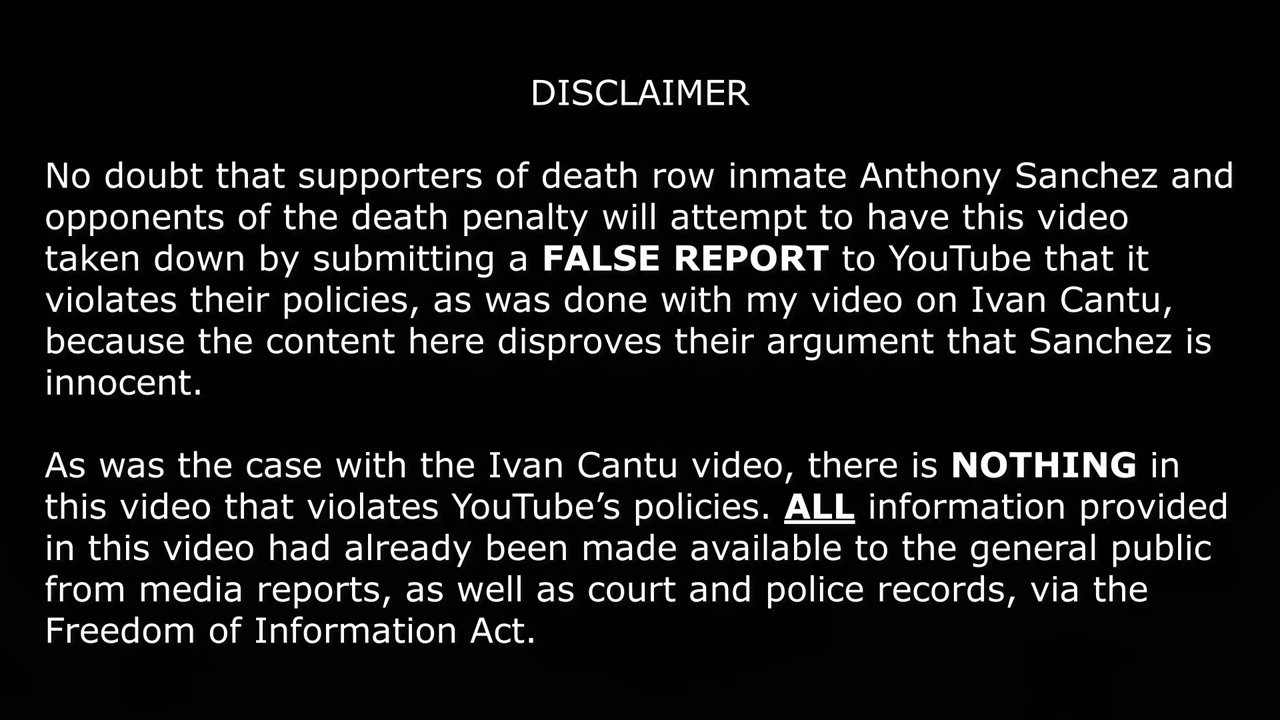 DISCLAIMER
No doubt that supporters of death row inmate Anthony Sanchez and
opponents of the death penalty will attempt to have this video
taken down by submitting a FALSE REPORT to YouTube that it
violates their policies, as was done with my video on Ivan Cantu,
because the content here disproves their argument that Sanchez is
innocent.
As was the case with the Ivan Cantu video, there is NOTHING in
this video that violates YouTube’s policies. ALL information provided
in this video had already been made available to the general public
from media reports, as well as court and police records, via the
Freedom of Information Act.